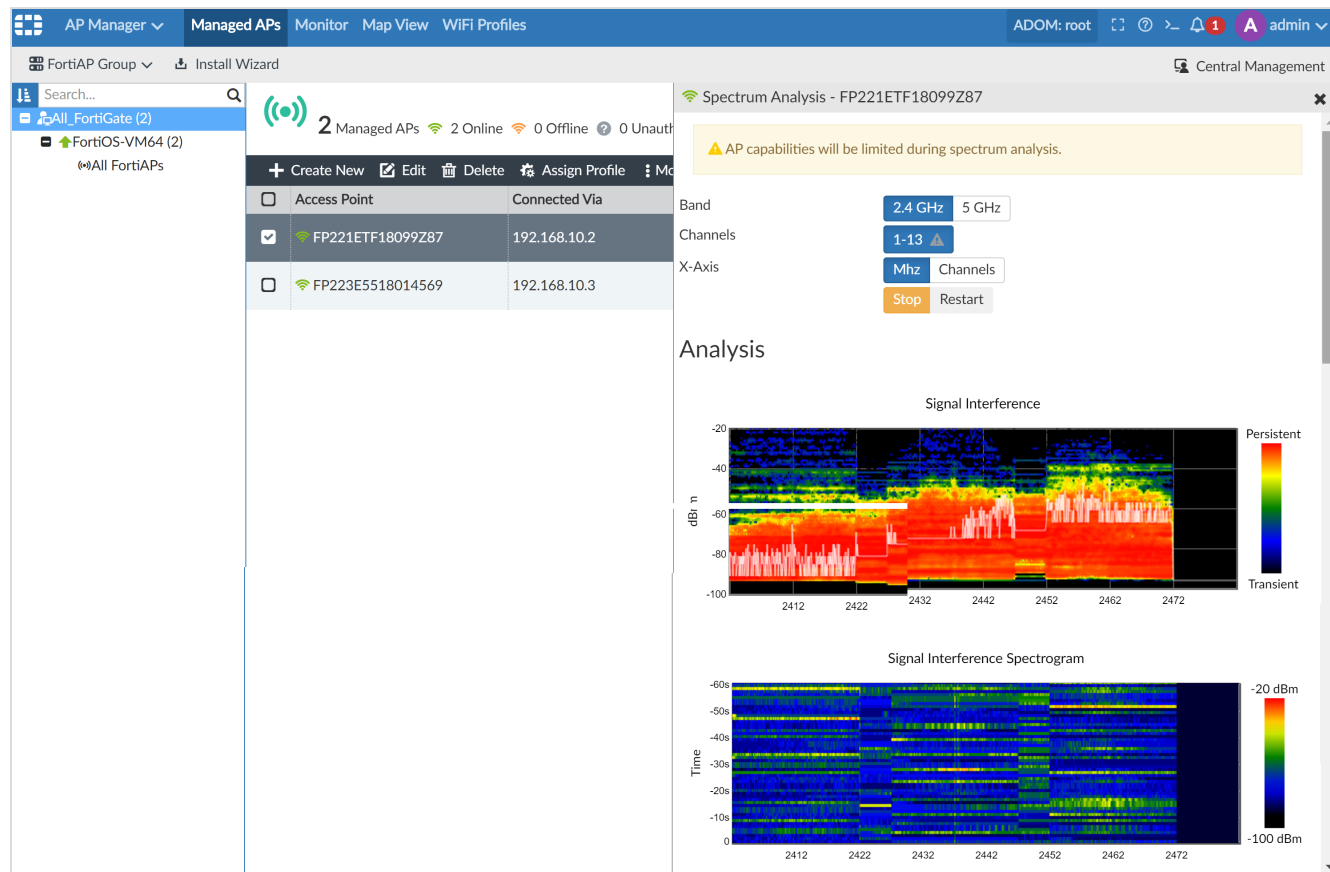 AP Manager Managed APs Monitor Map View WiFi Profiles ADOM: root 1 A admin
FortiAP Group Install Wizard Central Management
Search...
All_FortiGate (2)
FortiOS-VM64 (2)
All FortiAPs
2 Managed APs 2 Online 0 Offline ? 0 Unauth
Create New Edit Delete Assign Profile Mo
Access Point Connected Via
FP221ETF18099Z87 192.168.10.2
FP223E5518014569 192.168.10.3
Spectrum Analysis - FP221ETF18099Z87
AP capabilities will be limited during spectrum analysis.
Band 2.4 GHz 5 GHz
Channels 1-13
X-Axis Mhz Channels
Stop Restart
Analysis
Signal Interference
dBm
-20
-40
-60
-80
-100
2412 2422 2432 2442 2452 2462 2472
Persistent
Transient
Signal Interference Spectrogram
Time
-60s
-50s
-40s
-30s
-20s
-10s
0
2412 2422 2432 2442 2452 2462 2472
-20 dBm
-100 dBm